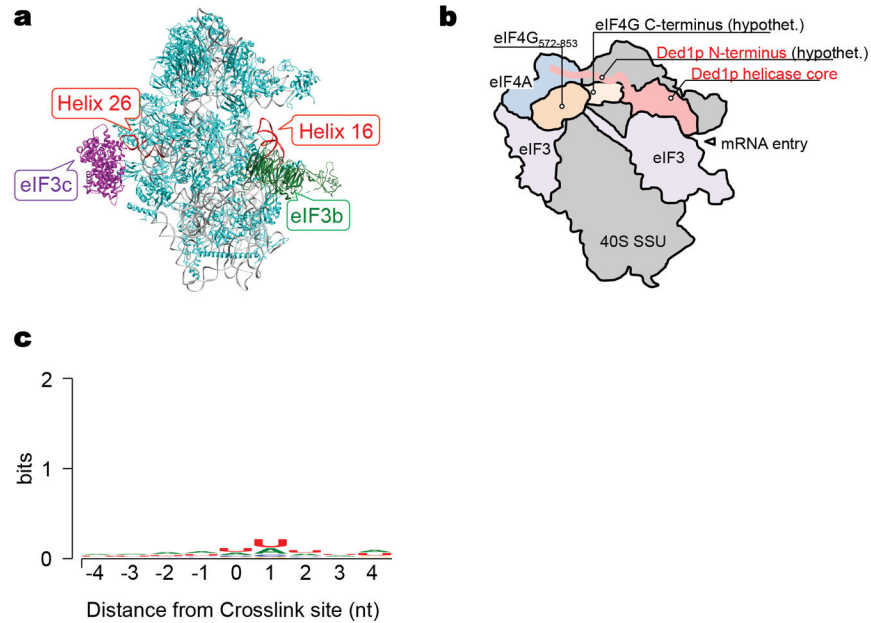 a
Helix 26
Helix 16
eIF3c
eIF3b
b
eIF4G C-terminus (hypothet.)
eIF4G572-853
Ded1p N-terminus (hypothet.)
Ded1p helicase core
eIF4A
eIF3
eIF3
mRNA entry
40S SSU
c
2
1
0
bits
-4 -3 -2 -1 0 1 2 3 4
Distance from Crosslink site (nt)